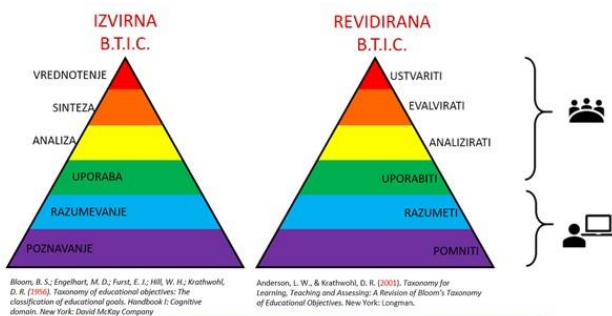 IZVIRNA
B.T.I.C.
VREDNOTENJE
SINTEZA
ANALIZA
UPORABA
RAZUMEVANJE
POZNAVANJE
Bloom, B. S.; Engelhart, M. D.; Furst, E. J.; Hill, W. H.; Krathwohl,
D. R. (1956). Taxonomy of educational objectives: The
classification of educational goals. Handbook I: Cognitive
domain. New York: David McKay Company
REVIDIRANA
B.T.I.C.
USTVARITI
EVALVIRATI
ANALIZIRATI
UPORABITI
RAZUMETI
POMNITI
Anderson, L. W., & Krathwohl, D. R. (2001). Taxonomy for
Learning, Teaching and Assessing: A Revision of Bloom's Taxonomy
of Educational Objectives. New York: Longman.